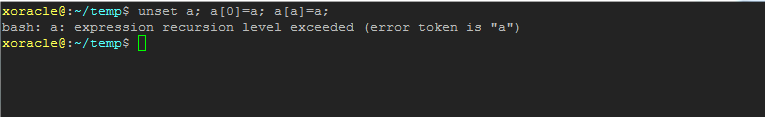 xoracle@:~/temp$ unset a; a[0]=a; a[a]=a;
bash: a: expression recursion level exceeded (error token is "a")
xoracle@:~/temp$